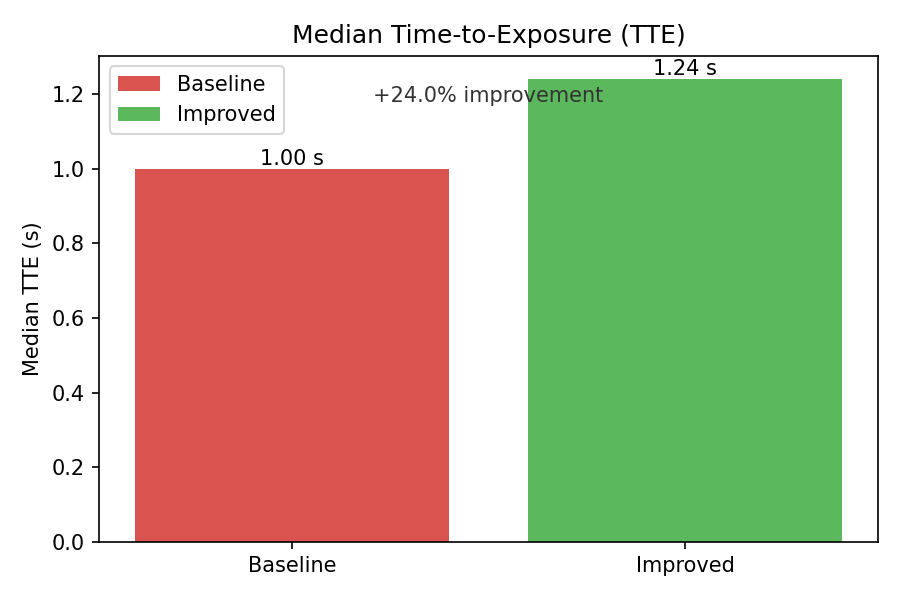 Median Time-to-Exposure (TTE)
Baseline
Improved
+24.0% improvement
1.24 s
1.00 s
Median TTE (s)
1.2
1.0
0.8
0.6
0.4
0.2
0.0
Baseline
Improved